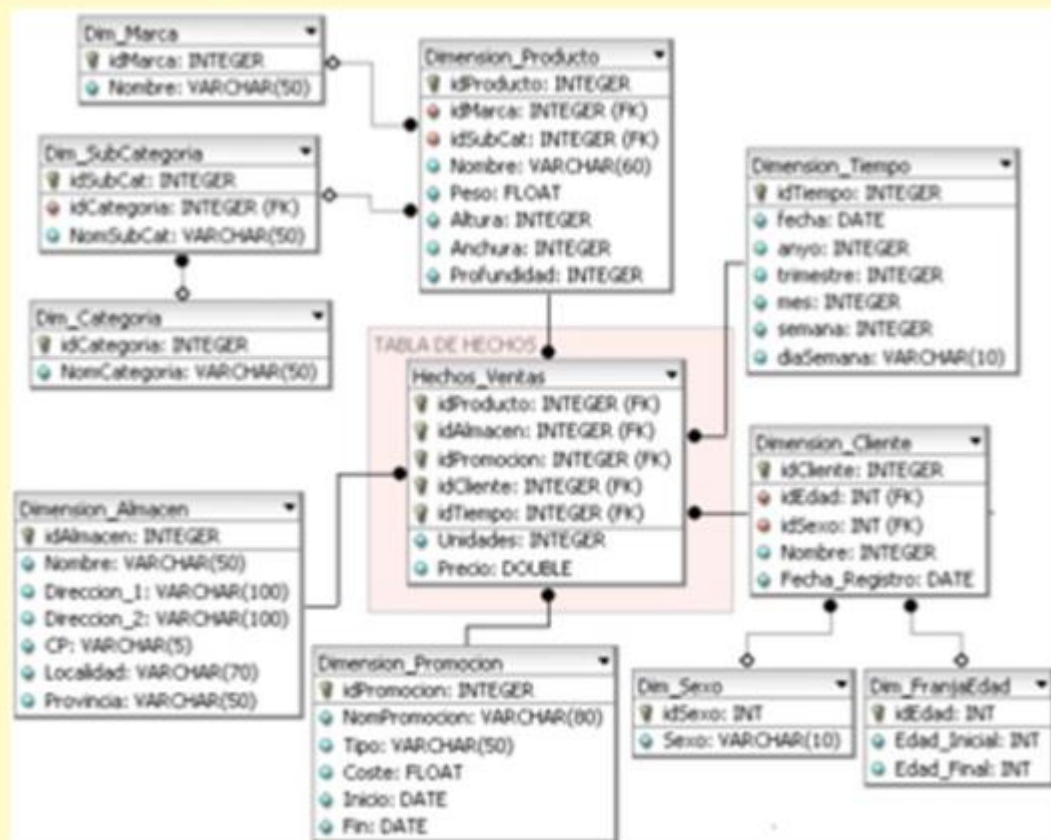 Dim_Marca
idMarca: INTEGER
Nombre: VARCHAR(50)
Dimension_Producto
idProducto: INTEGER
idMarca: INTEGER (FK)
idSubCat: INTEGER (FK)
Nombre: VARCHAR(60)
Peso: FLOAT
Altura: INTEGER
Anchura: INTEGER
Profundidad: INTEGER
Dim_SubCategoria
idSubCat: INTEGER
idCategoria: INTEGER (FK)
NomSubCat: VARCHAR(50)
Dimension_Tiempo
idTiempo: INTEGER
fecha: DATE
anyo: INTEGER
trimestre: INTEGER
mes: INTEGER
semana: INTEGER
diaSemana: VARCHAR(10)
Dim_Categoria
idCategoria: INTEGER
NomCategoria: VARCHAR(50)
TABLA DE HECHOS
Hechos_Ventas
idProducto: INTEGER (FK)
idAlmacen: INTEGER (FK)
idPromocion: INTEGER (FK)
idCliente: INTEGER (FK)
idTiempo: INTEGER (FK)
Unidades: INTEGER
Precio: DOUBLE
Dimension_Cliente
idCliente: INTEGER
idEdad: INT (FK)
idSexo: INT (FK)
Nombre: INTEGER
Fecha_Registro: DATE
Dimension_Almacen
idAlmacen: INTEGER
Nombre: VARCHAR(50)
Direccion_1: VARCHAR(100)
Direccion_2: VARCHAR(100)
CP: VARCHAR(5)
Localidad: VARCHAR(70)
Provincia: VARCHAR(50)
Dimension_Promocion
idPromocion: INTEGER
NomPromocion: VARCHAR(80)
Tipo: VARCHAR(50)
Coste: FLOAT
Inicio: DATE
Fin: DATE
Dim_Sexo
idSexo: INT
Sexo: VARCHAR(10)
Dim_FranjaEdad
idEdad: INT
Edad_Inicial: INT
Edad_Final: INT